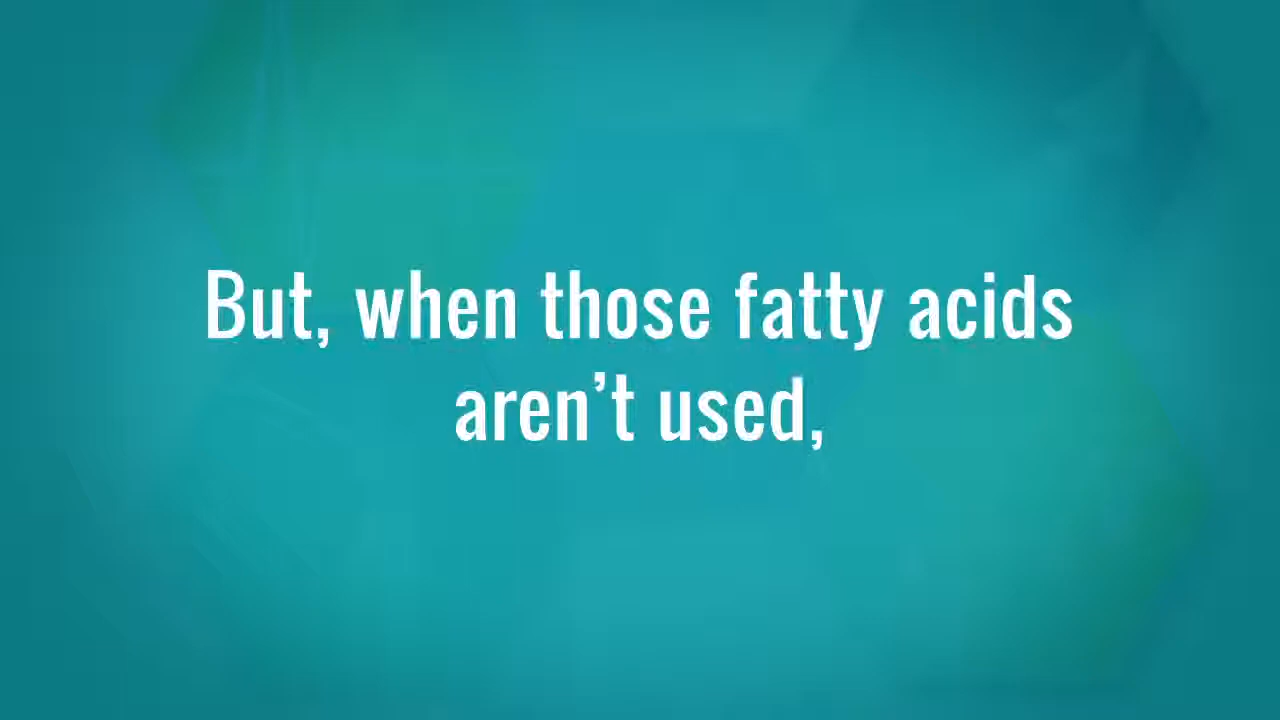 But, when those fatty acids
aren’t used,